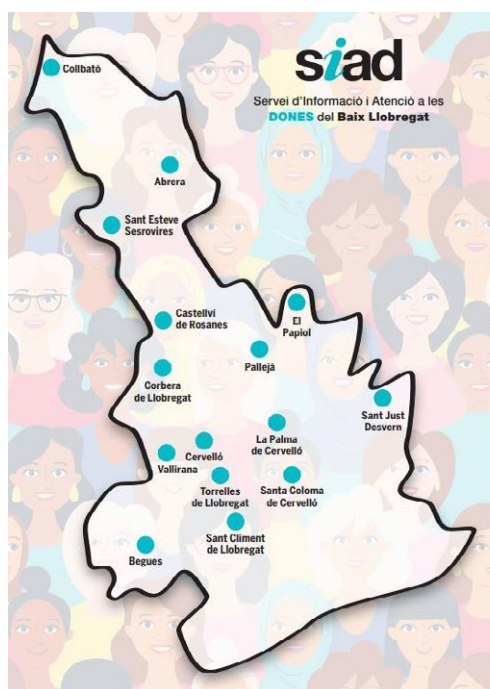 siad
Servei d'Informació i Atenció a les
DONES del Baix Llobregat
Collbató
Abrera
Sant Esteve
Sesrovires
Castellví
de Rosanes
El
Papiol
Pallejà
Corbera
de Llobregat
Sant Just
Desvern
La Palma
de Cervelló
Cervelló
Vallirana
Torrelles
de Llobregat
Santa Coloma
de Cervelló
Sant Climent
de Llobregat
Begues